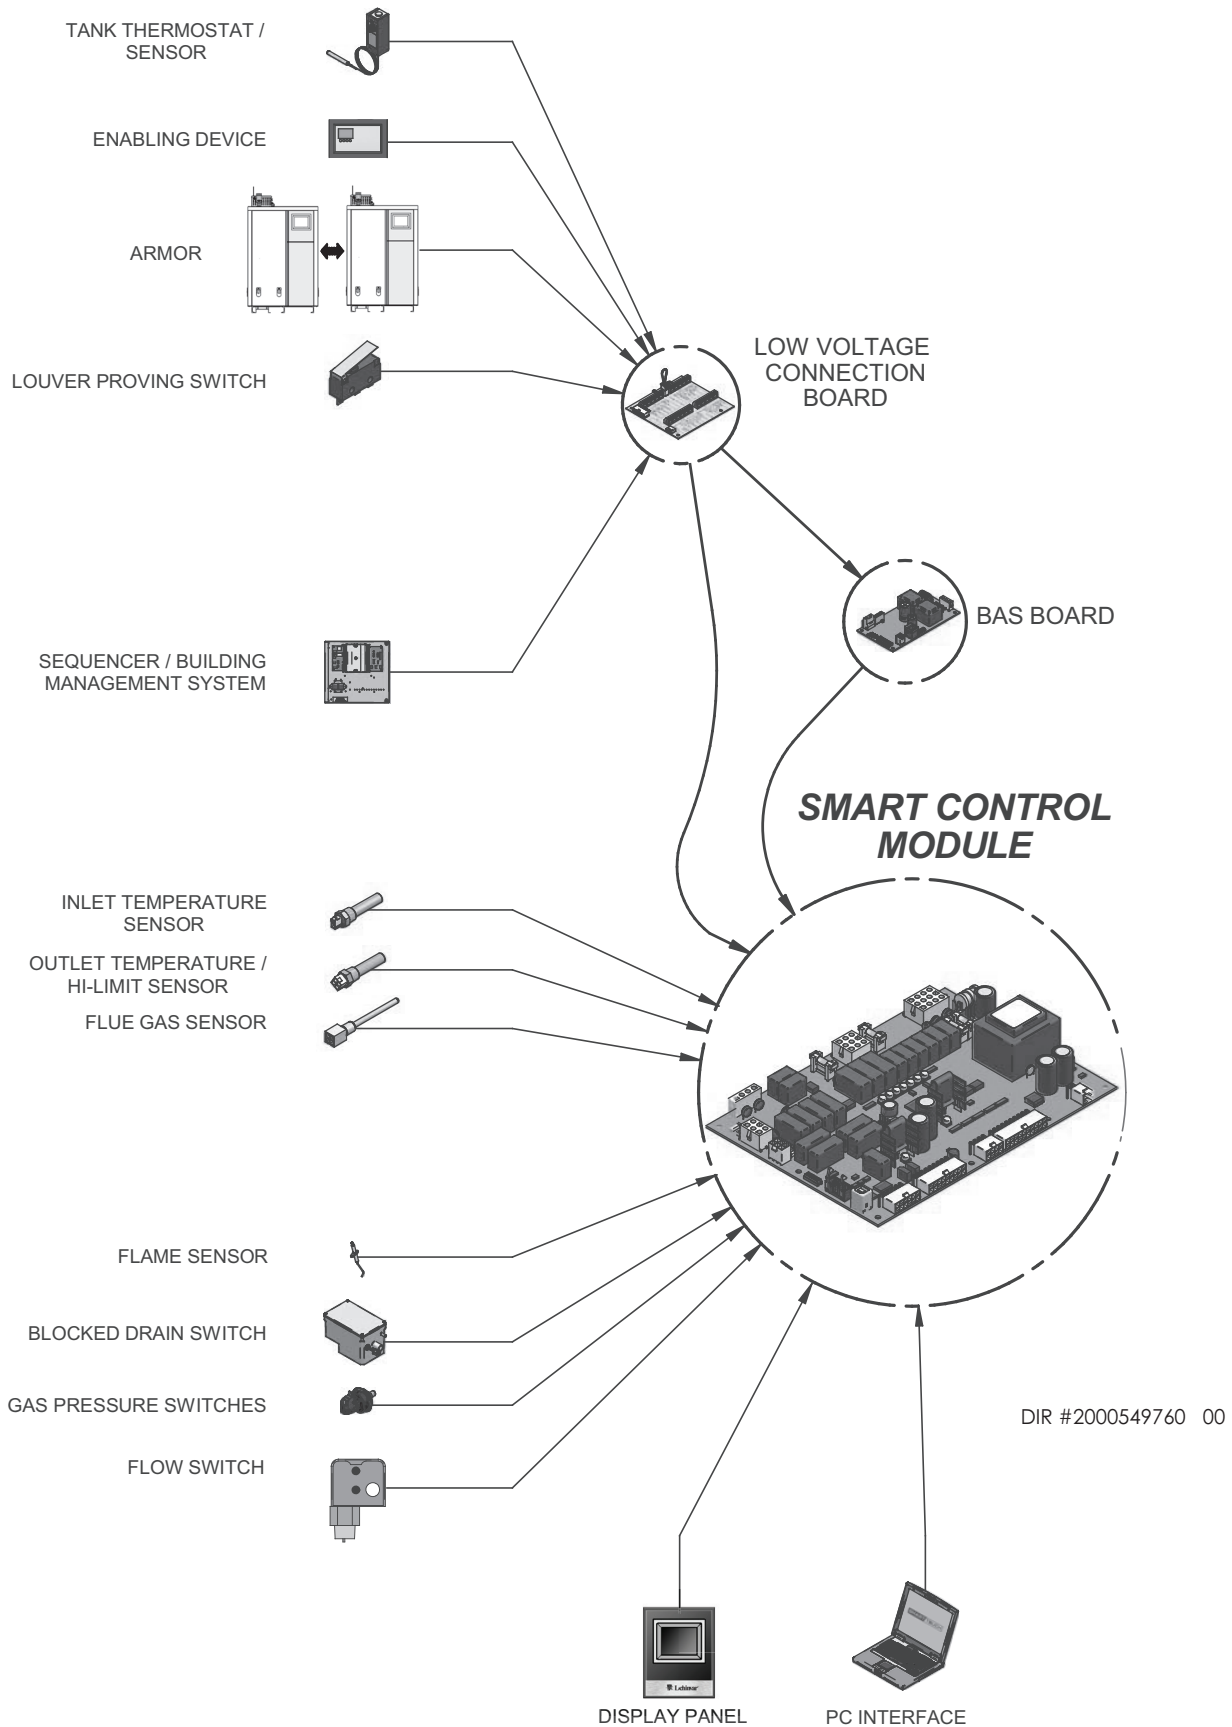 TANK THERMOSTAT /
SENSOR
ENABLING DEVICE
ARMOR
LOUVER PROVING SWITCH
LOW VOLTAGE
CONNECTION
BOARD
BAS BOARD
SEQUENCER / BUILDING
MANAGEMENT SYSTEM
SMART CONTROL
MODULE
INLET TEMPERATURE
SENSOR
OUTLET TEMPERATURE /
HI-LIMIT SENSOR
FLUE GAS SENSOR
FLAME SENSOR
BLOCKED DRAIN SWITCH
GAS PRESSURE SWITCHES
FLOW SWITCH
DIR #2000549760 00
Lochinvar
DISPLAY PANEL
PC INTERFACE